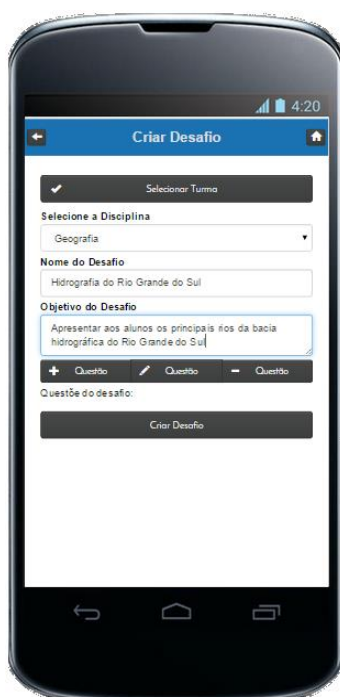 4:20
Criar Desafio
Selecionar Turma
Selecione a Disciplina
Geografia
Nome do Desafio
Hidrografia do Rio Grande do Sul
Objetivo do Desafio
Apresentar aos alunos os principais rios da bacia
hidrográfica do Rio Grande do Sul
Questão Questão Questão
Questõe do desafio:
Criar Desafio